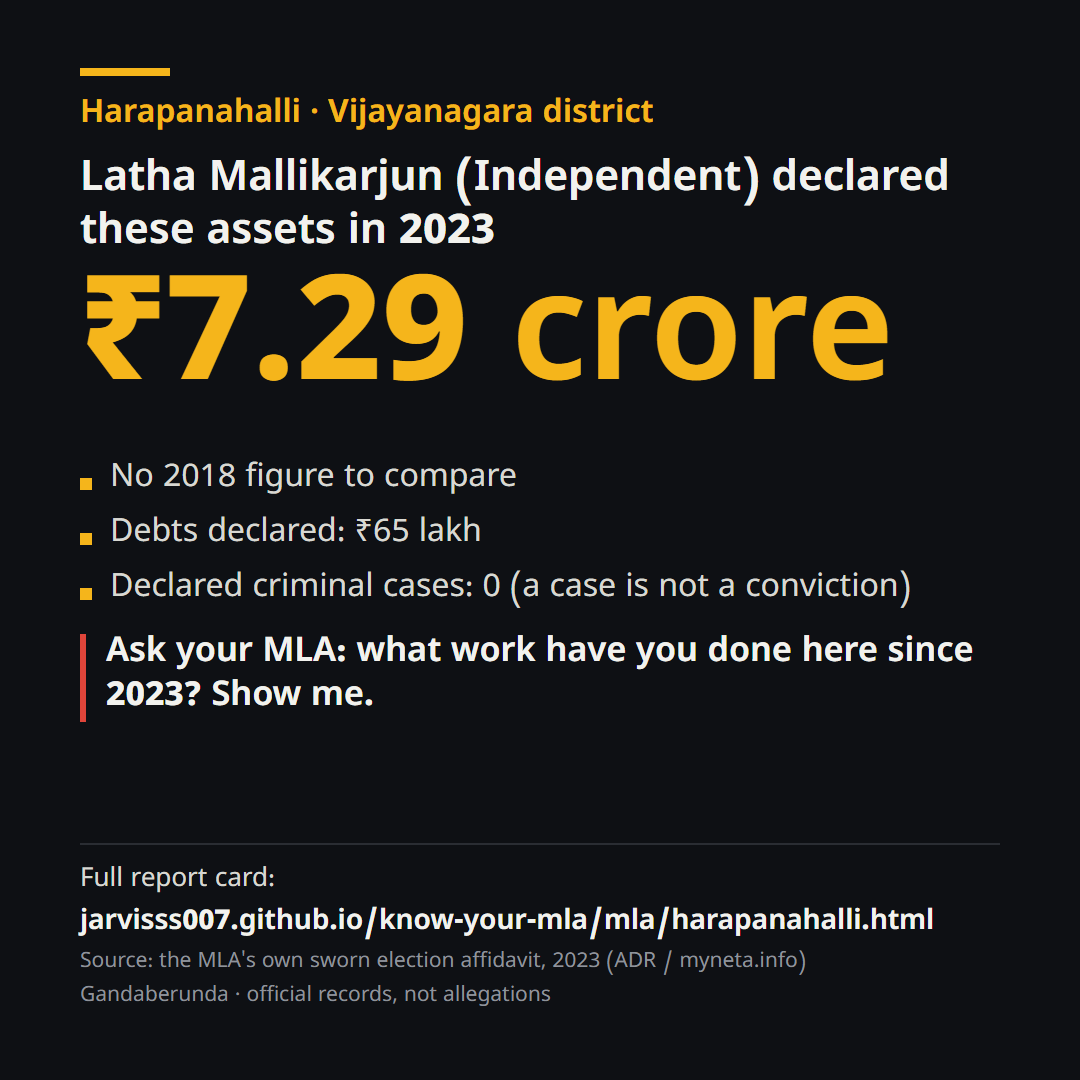 Harapanahalli · Vijayanagara district
Latha Mallikarjun (Independent) declared
these assets in 2023
₹7.29 crore
No 2018 figure to compare
Debts declared: ₹65 lakh
Declared criminal cases: 0 (a case is not a conviction)
Ask your MLA: what work have you done here since
2023? Show me.
Full report card:
jarvisss007.github.io/know-your-mla/mla/harapanahalli.html
Source: the MLA's own sworn election affidavit, 2023 (ADR / myneta.info)
Gandaberunda · official records, not allegations